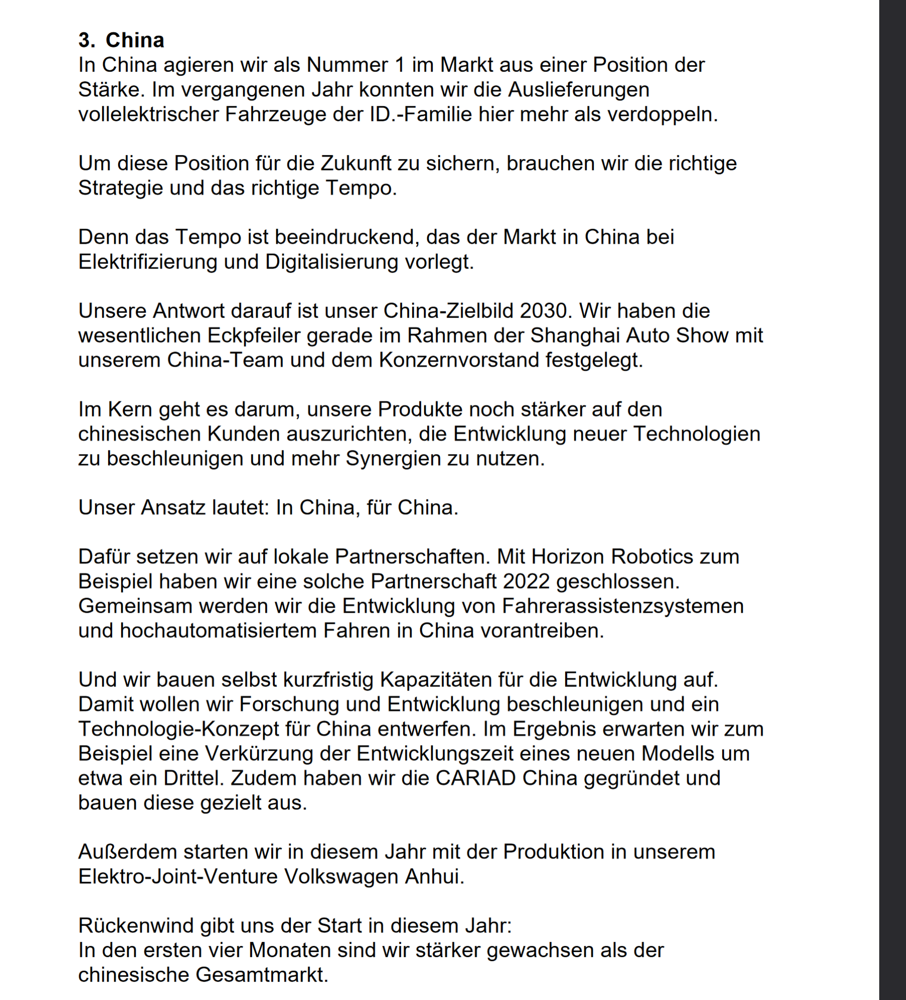 3. China
In China agieren wir als Nummer 1 im Markt aus einer Position der
Stärke. Im vergangenen Jahr konnten wir die Auslieferungen
vollelektrischer Fahrzeuge der ID.-Familie hier mehr als verdoppeln.
Um diese Position für die Zukunft zu sichern, brauchen wir die richtige
Strategie und das richtige Tempo.
Denn das Tempo ist beeindruckend, das der Markt in China bei
Elektrifizierung und Digitalisierung vorlegt.
Unsere Antwort darauf ist unser China-Zielbild 2030. Wir haben die
wesentlichen Eckpfeiler gerade im Rahmen der Shanghai Auto Show mit
unserem China-Team und dem Konzernvorstand festgelegt.
Im Kern geht es darum, unsere Produkte noch stärker auf den
chinesischen Kunden auszurichten, die Entwicklung neuer Technologien
zu beschleunigen und mehr Synergien zu nutzen.
Unser Ansatz lautet: In China, für China.
Dafür setzen wir auf lokale Partnerschaften. Mit Horizon Robotics zum
Beispiel haben wir eine solche Partnerschaft 2022 geschlossen.
Gemeinsam werden wir die Entwicklung von Fahrerassistenzsystemen
und hochautomatisiertem Fahren in China vorantreiben.
Und wir bauen selbst kurzfristig Kapazitäten für die Entwicklung auf.
Damit wollen wir Forschung und Entwicklung beschleunigen und ein
Technologie-Konzept für China entwerfen. Im Ergebnis erwarten wir zum
Beispiel eine Verkürzung der Entwicklungszeit eines neuen Modells um
etwa ein Drittel. Zudem haben wir die CARIAD China gegründet und
bauen diese gezielt aus.
Außerdem starten wir in diesem Jahr mit der Produktion in unserem
Elektro-Joint-Venture Volkswagen Anhui.
Rückenwind gibt uns der Start in diesem Jahr:
In den ersten vier Monaten sind wir stärker gewachsen als der
chinesische Gesamtmarkt.